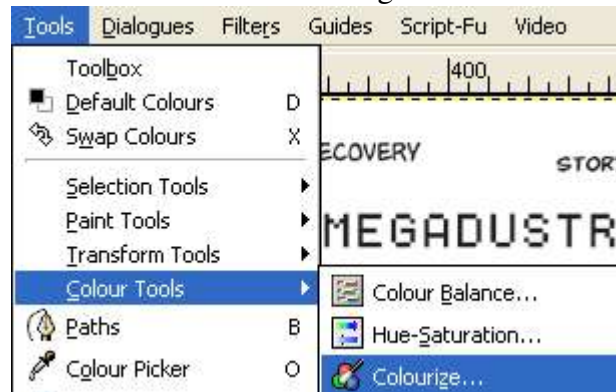 Tools Dialogues Filters Guides Script-Fu Video
Toolbox
400
Default Colours D
Swap Colours X
ECOVERY
STOR
Selection Tools
Paint Tools
MEGADUSTR
Transform Tools
Colour Tools
Colour Balance...
Paths B
Hue-Saturation...
Colour Picker O
Colourize...